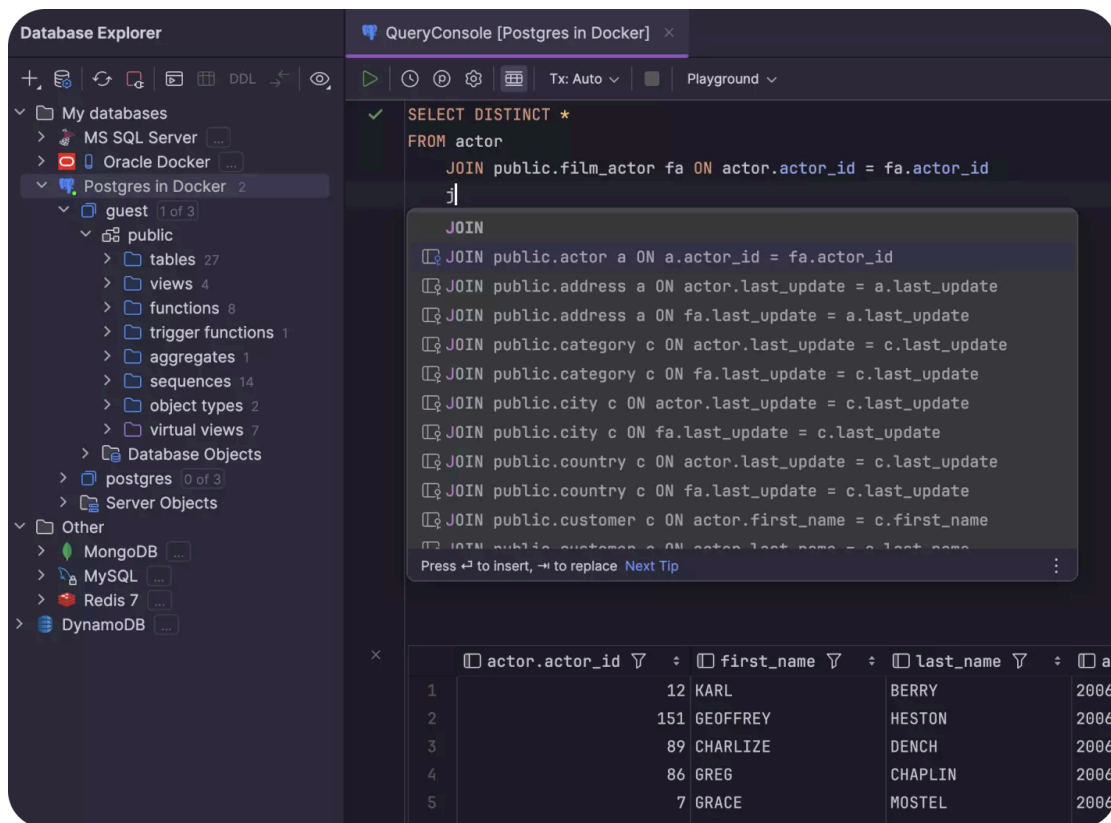 Database Explorer
QueryConsole [Postgres in Docker]
DDL
Tx: Auto
Playground
My databases
MS SQL Server ...
Oracle Docker ...
Postgres in Docker 2
guest 1 of 3
public
tables 27
views 4
functions 8
trigger functions 1
aggregates 1
sequences 14
object types 2
virtual views 7
Database Objects
postgres 0 of 3
Server Objects
Other
MongoDB ...
MySQL ...
Redis 7 ...
DynamoDB ...
SELECT DISTINCT *
FROM actor
JOIN public.film_actor fa ON actor.actor_id = fa.actor_id
j
JOIN
JOIN public.actor a ON a.actor_id = fa.actor_id
JOIN public.address a ON actor.last_update = a.last_update
JOIN public.address a ON fa.last_update = a.last_update
JOIN public.category c ON actor.last_update = c.last_update
JOIN public.category c ON fa.last_update = c.last_update
JOIN public.city c ON actor.last_update = c.last_update
JOIN public.city c ON fa.last_update = c.last_update
JOIN public.country c ON actor.last_update = c.last_update
JOIN public.country c ON fa.last_update = c.last_update
JOIN public.customer c ON actor.first_name = c.first_name
JOIN public.customer c ON actor.last_name = c.last_name
Press ↵ to insert, ⇥ to replace Next Tip
actor.actor_id first_name last_name a
1 12 KARL BERRY 2006
2 151 GEOFFREY HESTON 2006
3 89 CHARLIZE DENCH 2006
4 86 GREG CHAPLIN 2006
5 7 GRACE MOSTEL 2006